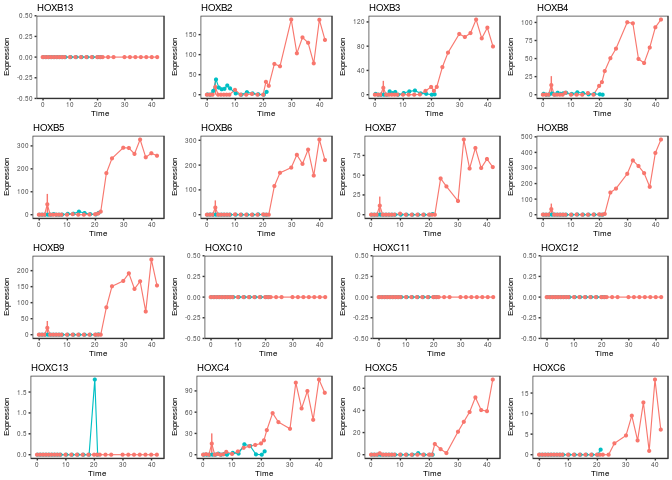 HOXB13 HOXB2 HOXB3 HOXB4
Expression 0.50 0.25 0.00 -0.25 -0.50 Expression 150 100 50 0 Expression 120 80 40 0 Expression 100 75 50 25 0
0 10 20 30 40 0 10 20 30 40 0 10 20 30 40 0 10 20 30 40
Time Time Time Time
HOXB5 HOXB6 HOXB7 HOXB8
Expression 300 200 100 0 Expression 300 200 100 0 Expression 75 50 25 0 Expression 500 400 300 200 100 0
0 10 20 30 40 0 10 20 30 40 0 10 20 30 40 0 10 20 30 40
Time Time Time Time
HOXB9 HOXC10 HOXC11 HOXC12
Expression 200 150 100 50 0 Expression 0.50 0.25 0.00 -0.25 -0.50 Expression 0.50 0.25 0.00 -0.25 -0.50 Expression 0.50 0.25 0.00 -0.25 -0.50
0 10 20 30 40 0 10 20 30 40 0 10 20 30 40 0 10 20 30 40
Time Time Time Time
HOXC13 HOXC4 HOXC5 HOXC6
Expression 1.5 1.0 0.5 0.0 Expression 90 60 30 0 Expression 60 40 20 0 Expression 1.5 1.0 0.5 0.0
0 10 20 30 40 0 10 20 30 40 0 10 20 30 40 0 10 20 30 40
Time Time Time Time